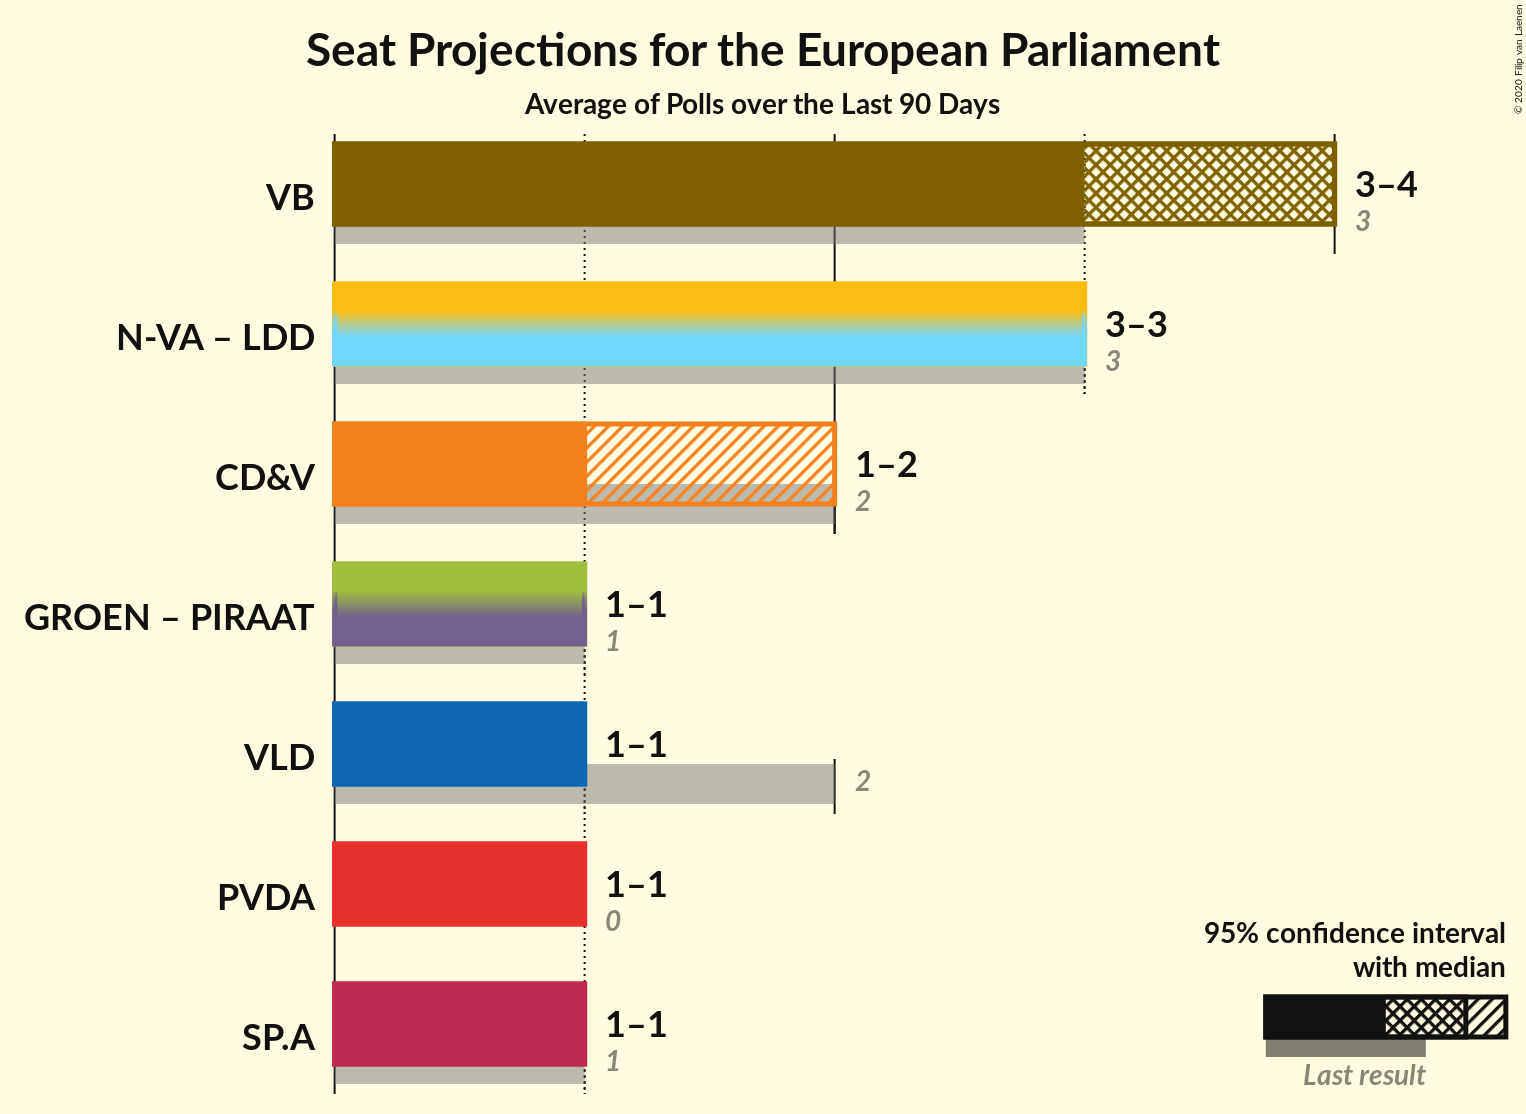 Seat Projections for the European Parliament
Average of Polls over the Last 90 Days
© 2020 Filip van Laenen
VB
3–4
3
N-VA – LDD
3–3
3
CD&V
1–2
2
GROEN – PIRAAT
1–1
1
VLD
1–1
2
PVDA
1–1
0
SP.A
1–1
1
95% confidence interval
with median
Last result